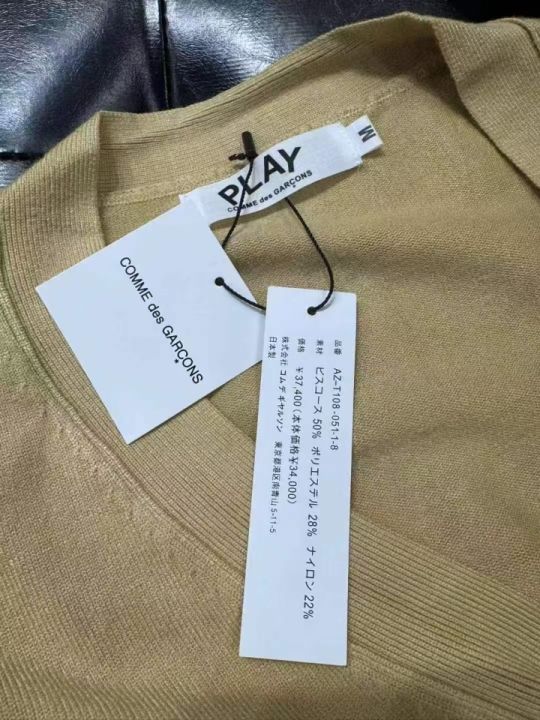 PLAY
COMME des GARÇONS
M
COMME des GARÇONS
品番 AZ-T108-051-1-8
素材 ビスコース 50% ポリエステル 28% ナイロン 22%
価格 ¥37,400(本体価格¥34,000)
株式会社 コムデギャルソン 東京都港区南青山 5-11-5
日本製